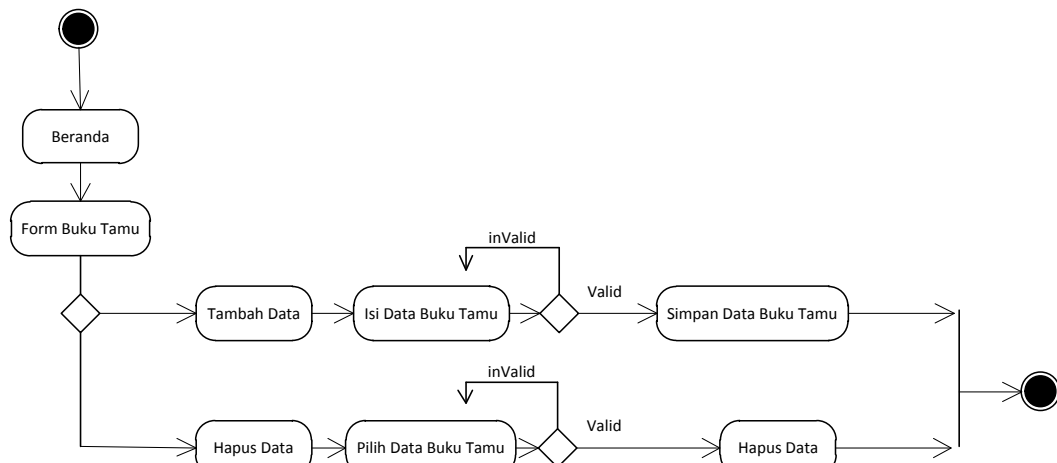 Beranda
Form Buku Tamu
inValid
Tambah Data
Isi Data Buku Tamu
Valid
Simpan Data Buku Tamu
inValid
Hapus Data
Pilih Data Buku Tamu
Valid
Hapus Data